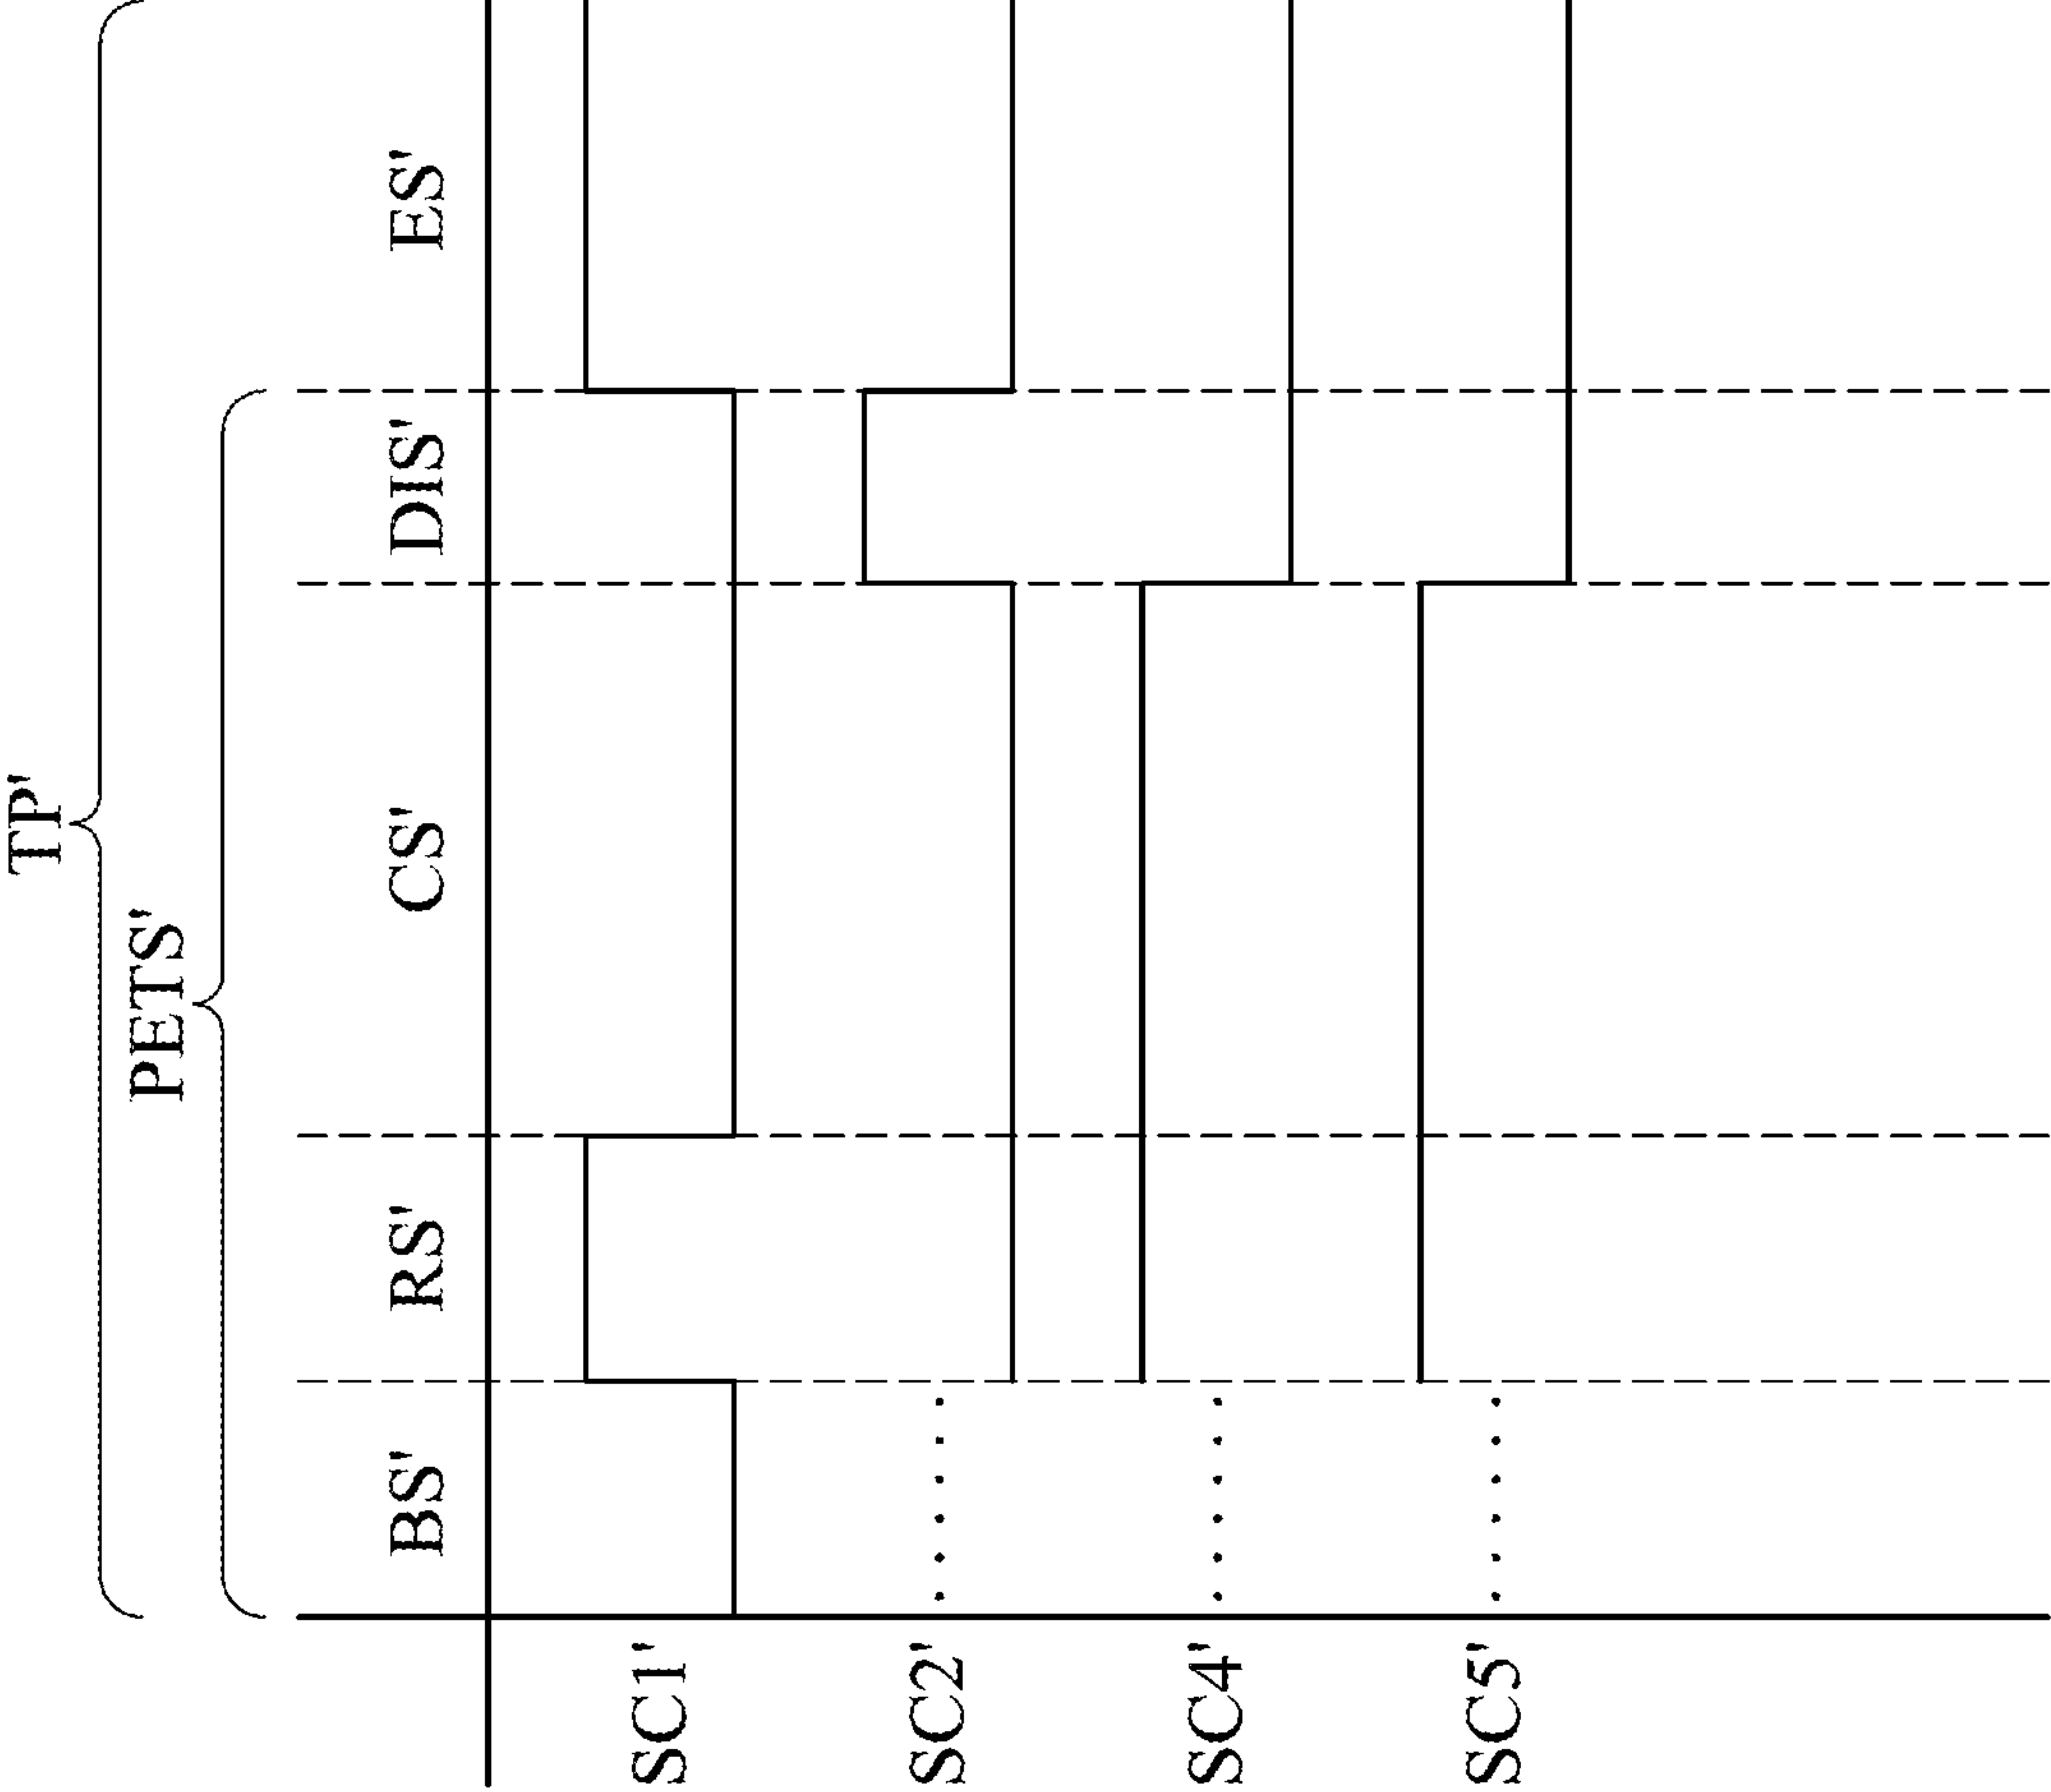 TP'
PETS'
BS' RS' CS' DIS' ES'
SC1'
SC2'
SC4'
SC5'